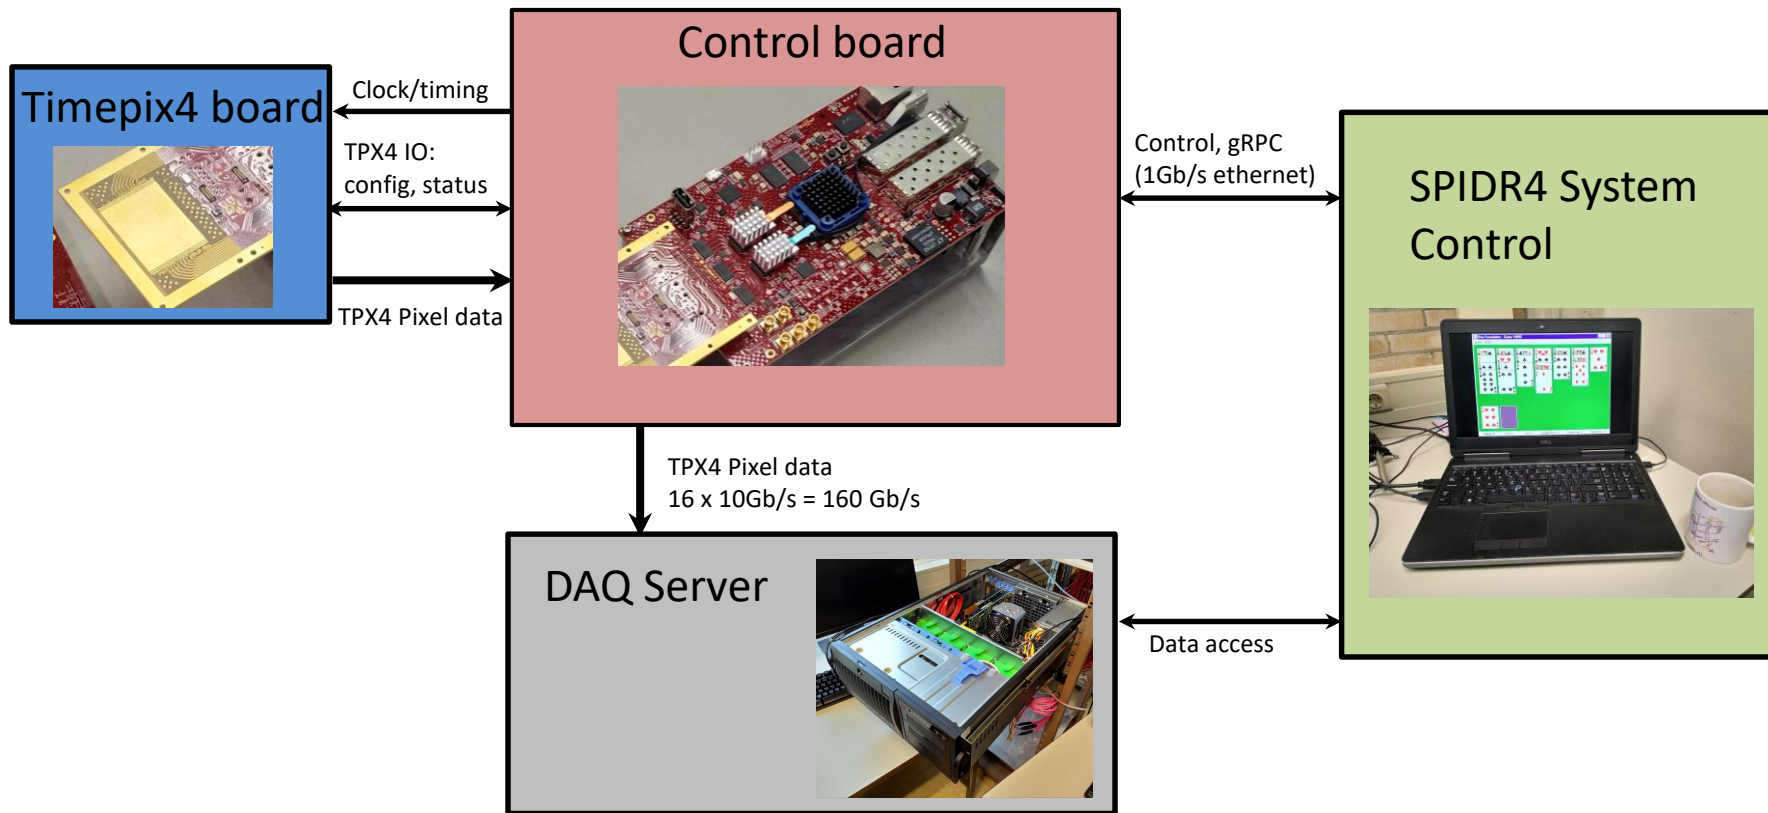 Control board
Timepix4 board
Clock/timing
TPX4 IO:
config, status
TPX4 Pixel data
Control, gRPC
(1Gb/s ethernet)
SPIDR4 System
Control
TPX4 Pixel data
16 x 10Gb/s = 160 Gb/s
DAQ Server
Data access
DELL